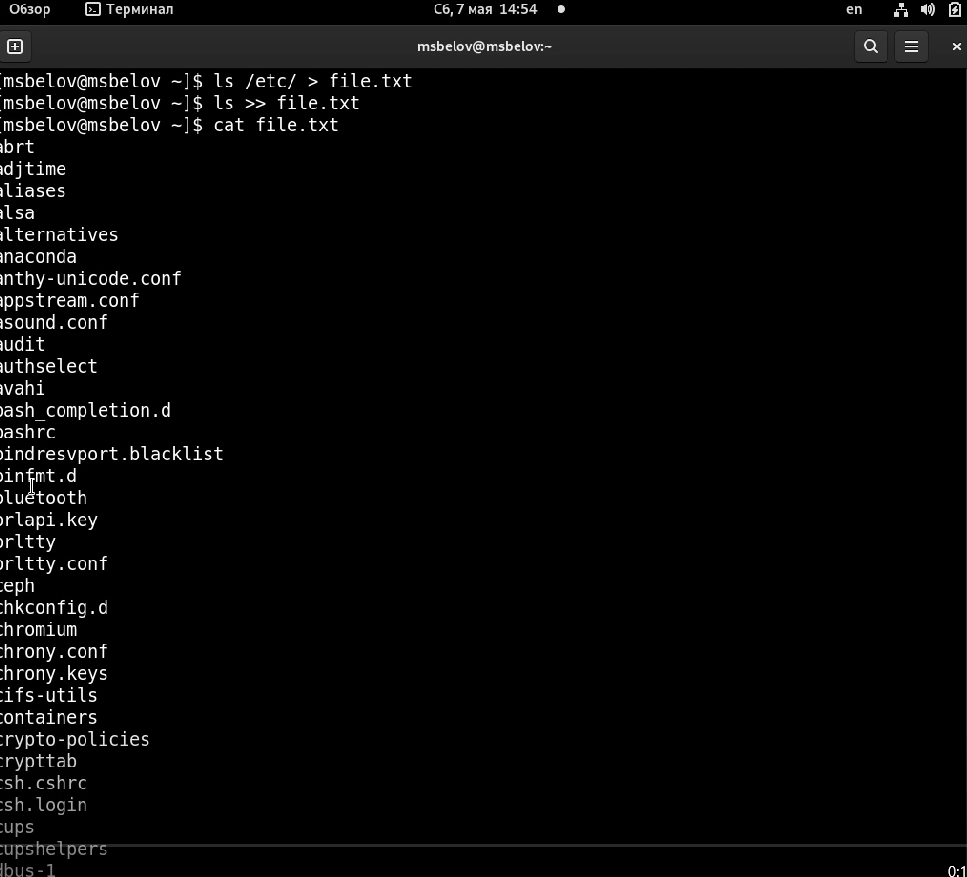 Обзор Терминал Сб, 7 мая 14:54 en
msbelov@msbelov:~
[msbelov@msbelov ~]$ ls /etc/ > file.txt
[msbelov@msbelov ~]$ ls >> file.txt
[msbelov@msbelov ~]$ cat file.txt
abrt
adjtime
aliases
alsa
alternatives
anaconda
anthy-unicode.conf
appstream.conf
asound.conf
audit
authselect
avahi
bash_completion.d
bashrc
bindresvport.blacklist
binfmt.d
bluetooth
brlapi.key
brltty
brltty.conf
ceph
chkconfig.d
chromium
chrony.conf
chrony.keys
cifs-utils
containers
crypto-policies
crypttab
csh.cshrc
csh.login
cups
cupshelpers
dbus-1
0:1